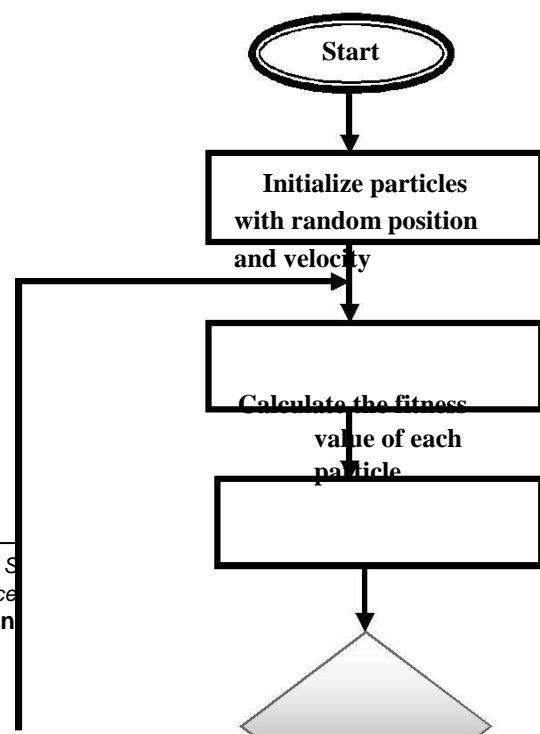 Start
Initialize particles
with random position
and velocity
Calculate the fitness
value of each
particle